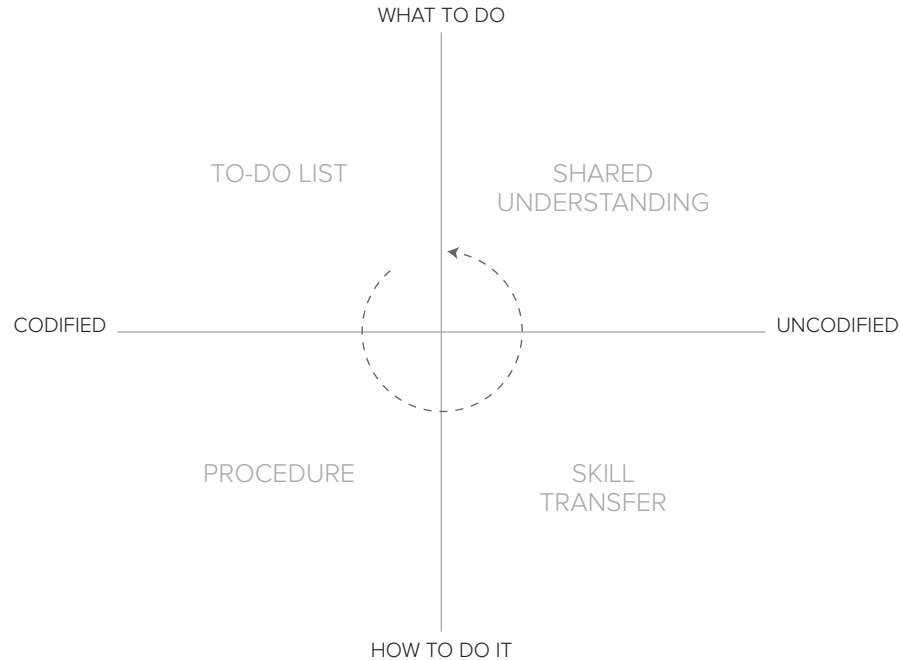 WHAT TO DO
TO-DO LIST
SHARED
UNDERSTANDING
CODIFIED
UNCODIFIED
PROCEDURE
SKILL
TRANSFER
HOW TO DO IT